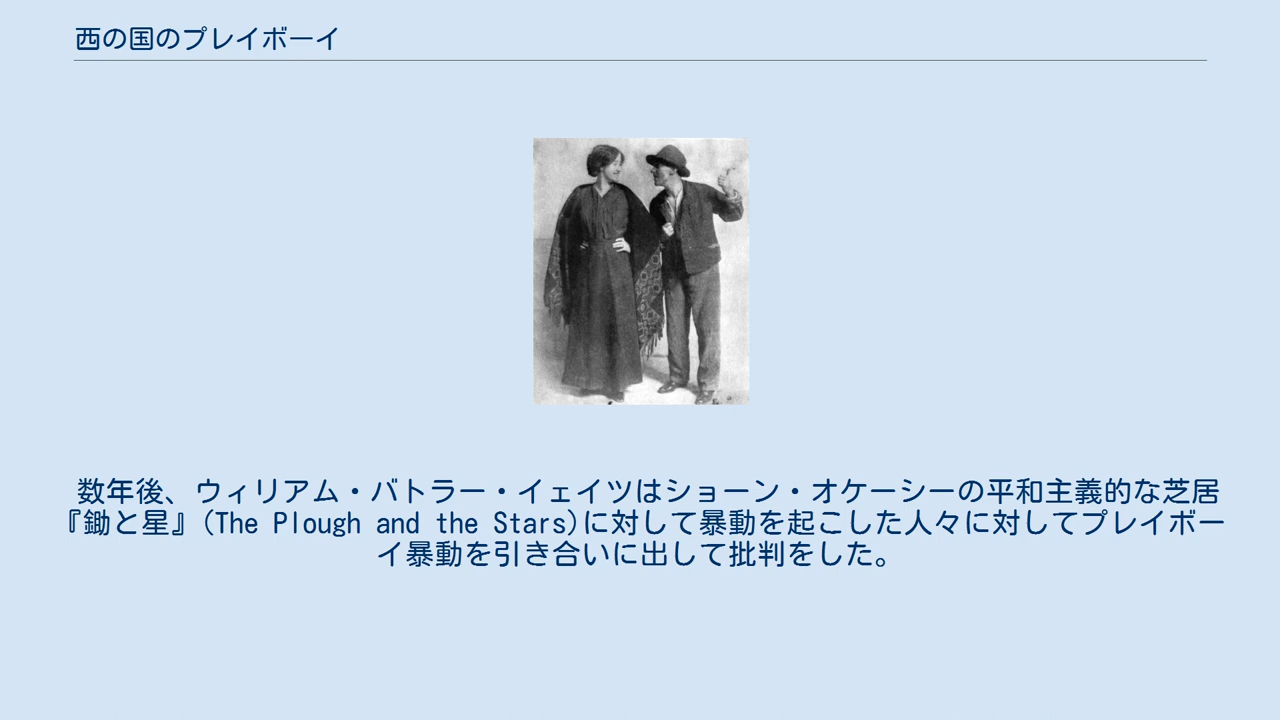 西の国のプレイボーイ
数年後、ウィリアム・バトラー・イェイツはショーン・オケーシーの平和主義的な芝居
『鋤と星』(The Plough and the Stars)に対して暴動を起こした人々に対してプレイボー
イ暴動を引き合いに出して批判をした。